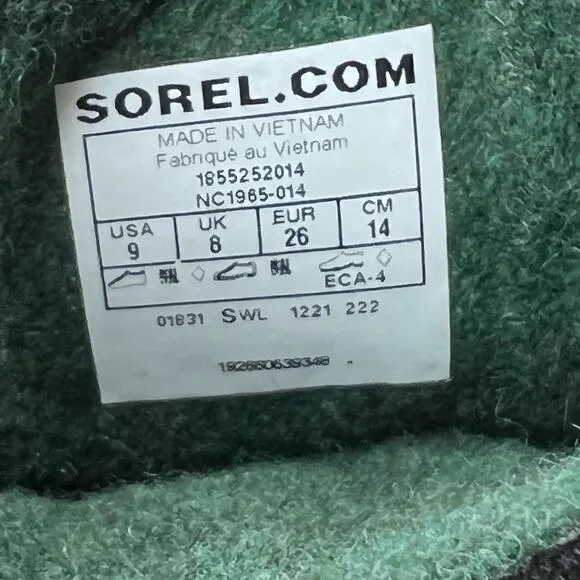 SOREL.COM
MADE IN VIETNAM
Fabriqué au Vietnam
1855252014
NC1965-014
USA UK EUR CM
9 8 26 14
ECA-4
01831 SWL 1221 222